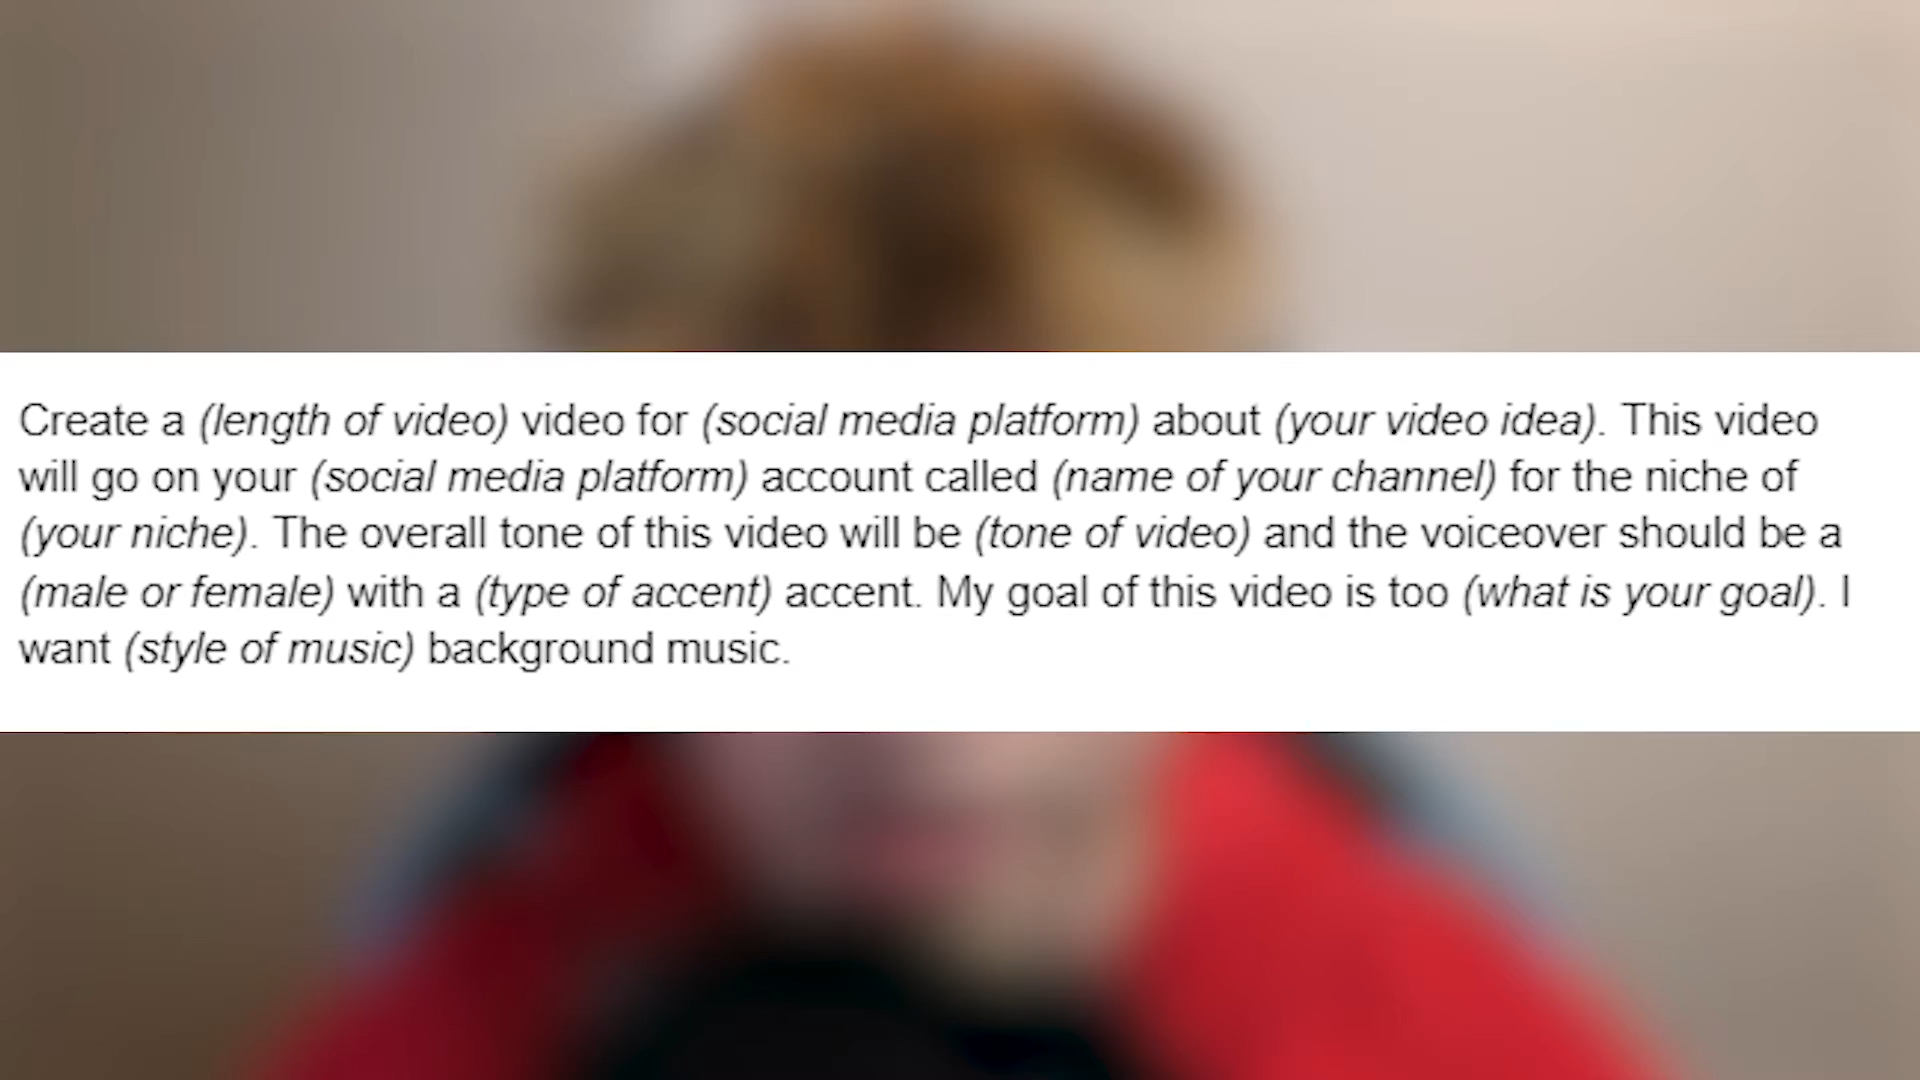 Create a (length of video) video for (social media platform) about (your video idea). This video
will go on your (social media platform) account called (name of your channel) for the niche of
(your niche). The overall tone of this video will be (tone of video) and the voiceover should be a
(male or female) with a (type of accent) accent. My goal of this video is too (what is your goal). I
want (style of music) background music.